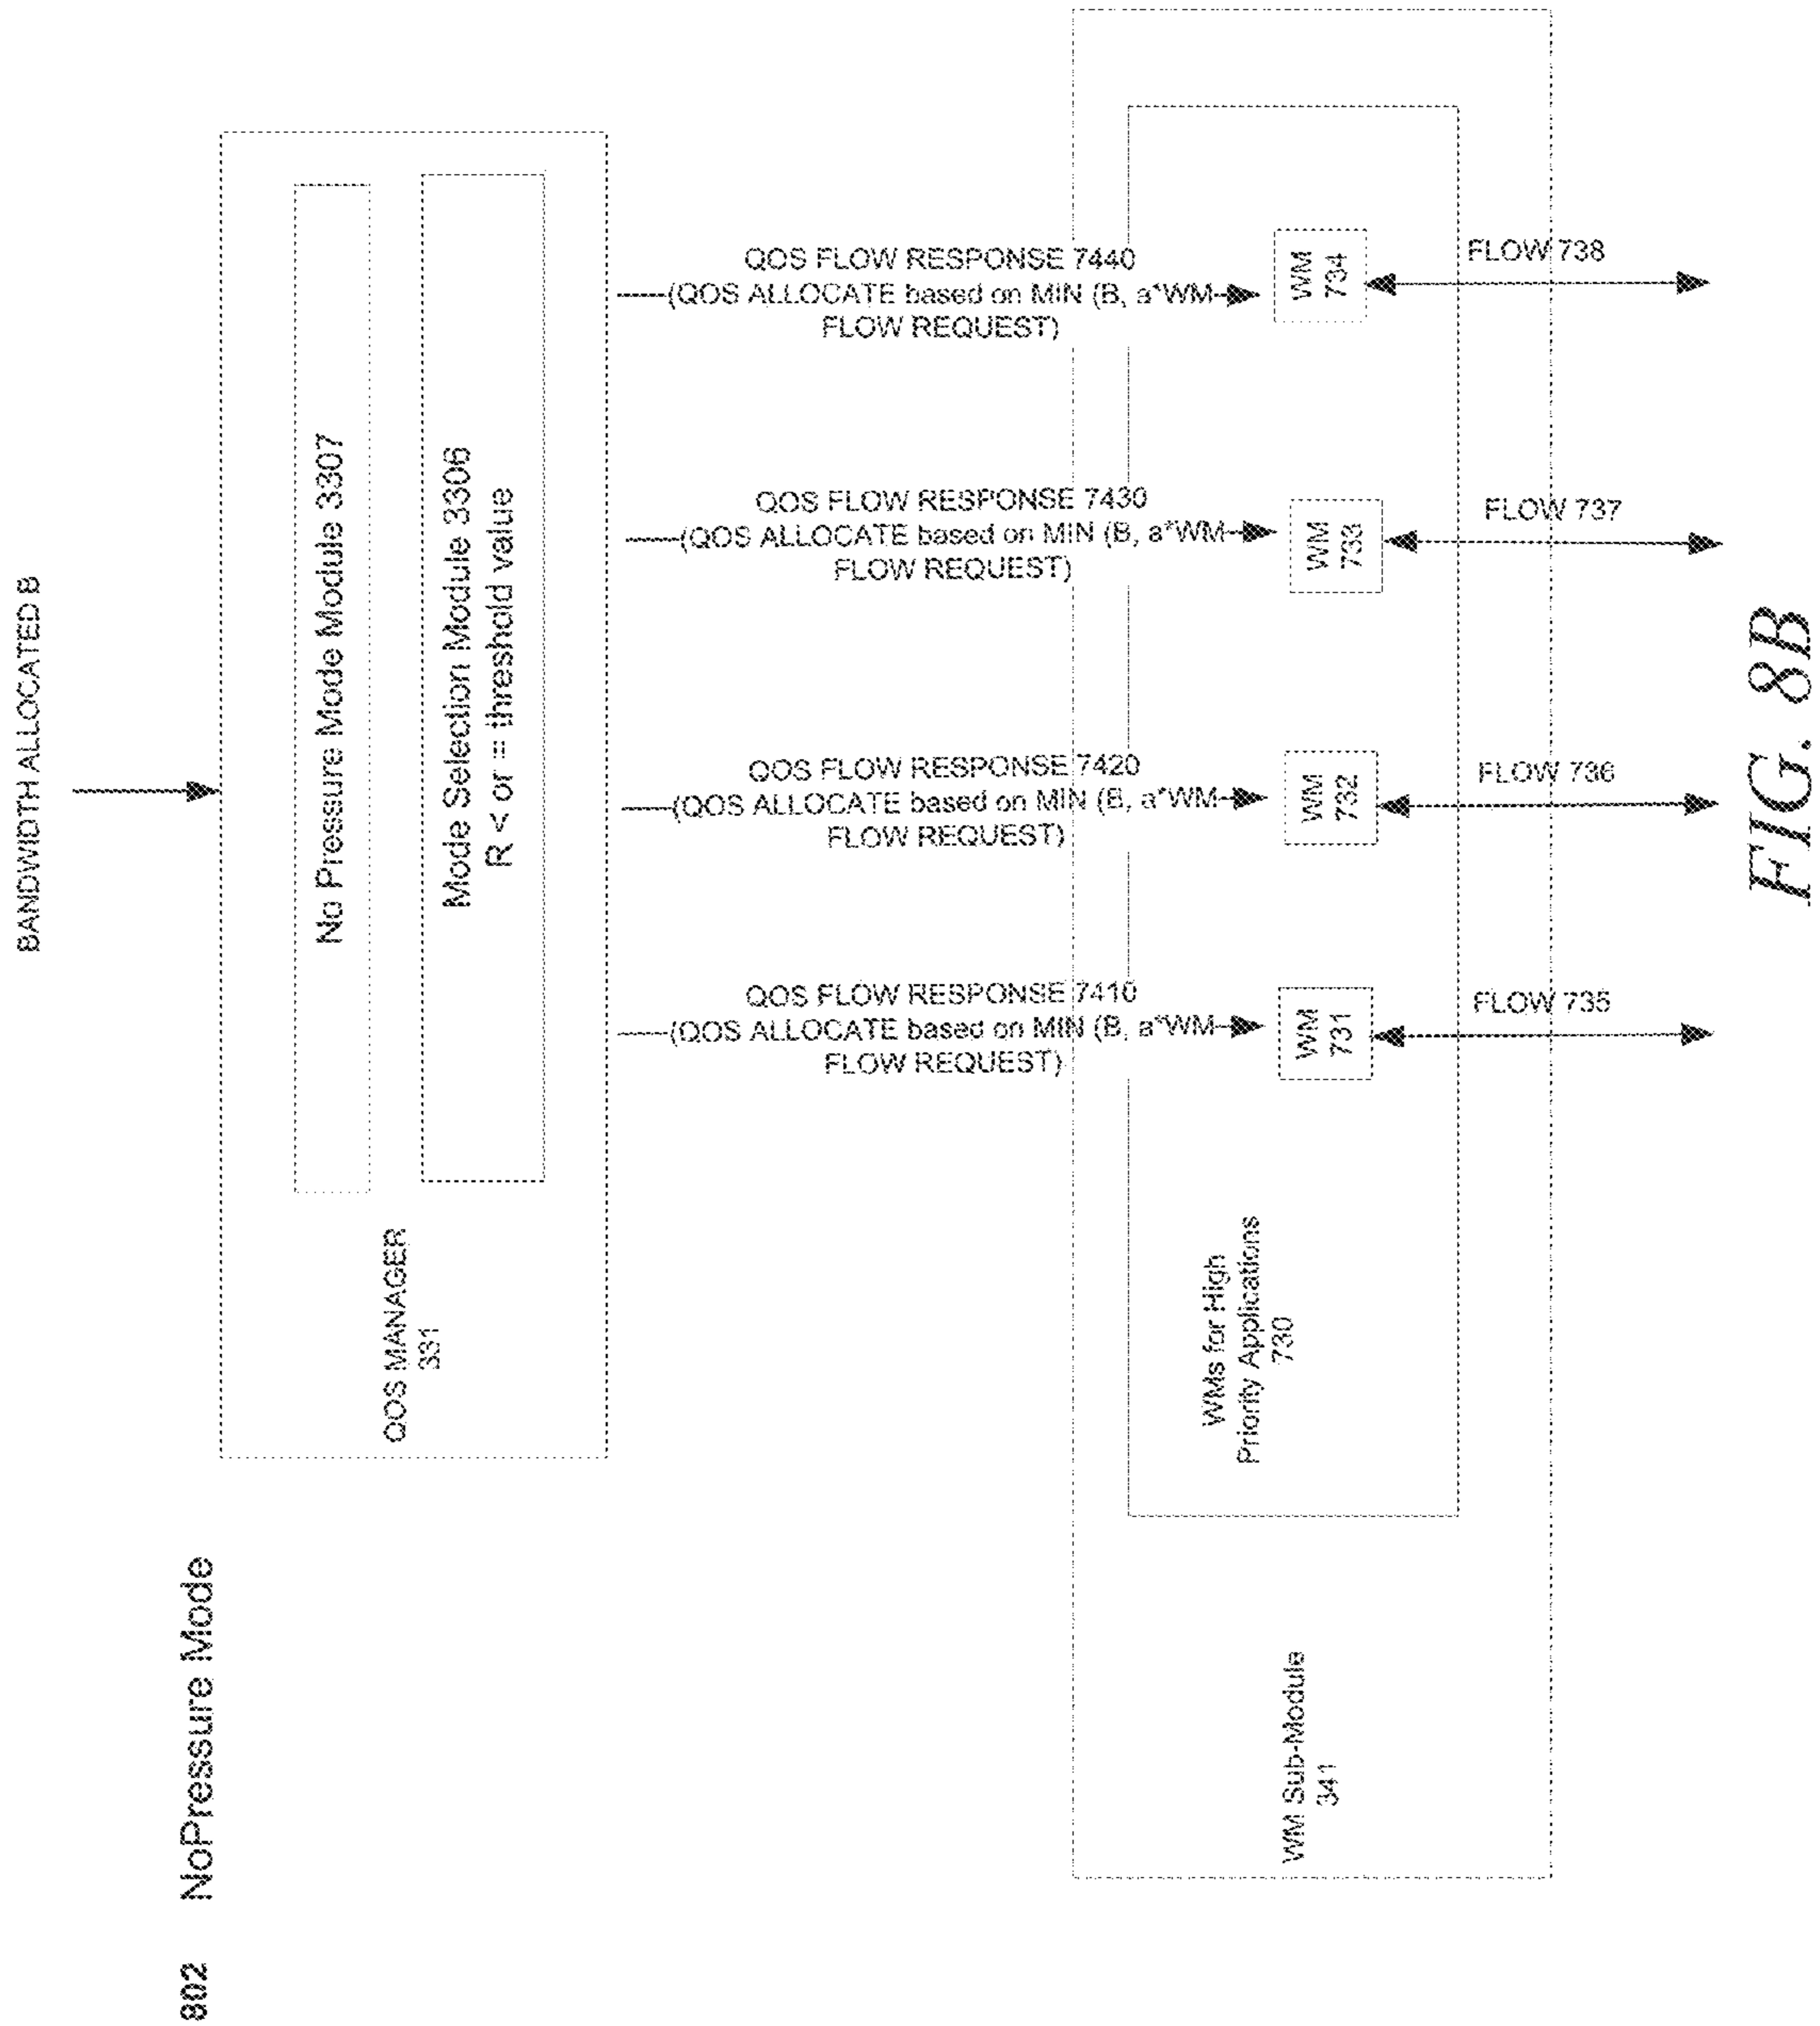 802 NoPressure Mode
BANDWIDTH ALLOCATED B
QOS MANAGER
331
No Pressure Mode Module 3307
Mode Selection Module 3306
R < or = threshold value
QOS FLOW RESPONSE 7410
(QOS ALLOCATE based on MIN (B, a*WM
FLOW REQUEST)
QOS FLOW RESPONSE 7420
(QOS ALLOCATE based on MIN (B, a*WM
FLOW REQUEST)
QOS FLOW RESPONSE 7430
(QOS ALLOCATE based on MIN (B, a*WM
FLOW REQUEST)
QOS FLOW RESPONSE 7440
(QOS ALLOCATE based on MIN (B, a*WM
FLOW REQUEST)
WM Sub-Module
341
WMs for High
Priority Applications
730
WM
731
WM
732
WM
733
WM
734
FLOW 735
FLOW 736
FLOW 737
FLOW 738
FIG. 8B